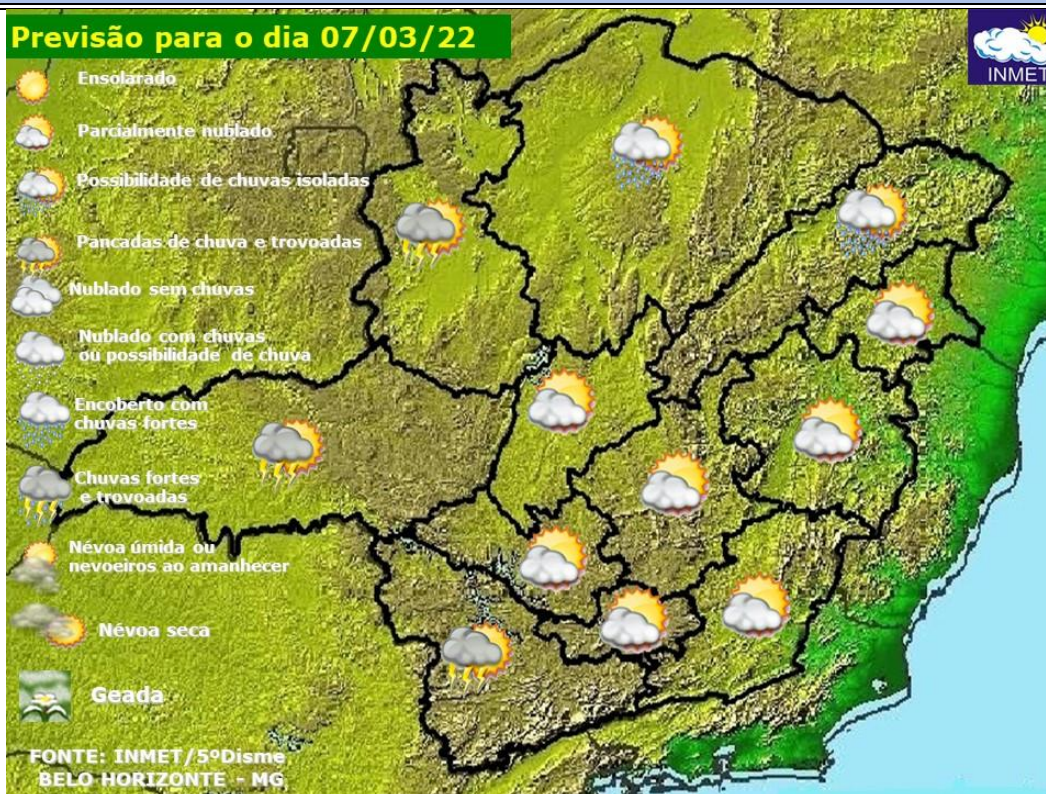 Previsão para o dia 07/03/22
INMET
Ensolarado
Parcialmente nublado
Possibilidade de chuvas isoladas
Pancadas de chuva e trovoadas
Nublado sem chuvas
Nublado com chuvas
ou possibilidade de chuva
Encoberto com
chuvas fortes
Chuvas fortes
e trovoadas
Névoa úmida ou
nevoeiros ao amanhecer
Névoa seca
Geada
FONTE: INMET/5ºDisme
BELO HORIZONTE - MG